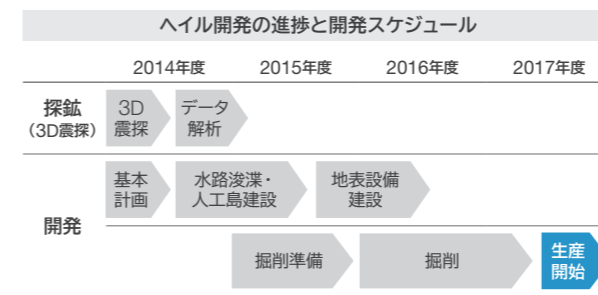 ヘイル開発の進捗と開発スケジュール
2014年度 2015年度 2016年度 2017年度
探鉱
（3D震探）
3D
震探
データ
解析
開発
基本
計画
水路浚渫・
人工島建設
地表設備
建設
掘削準備
掘削
生産
開始